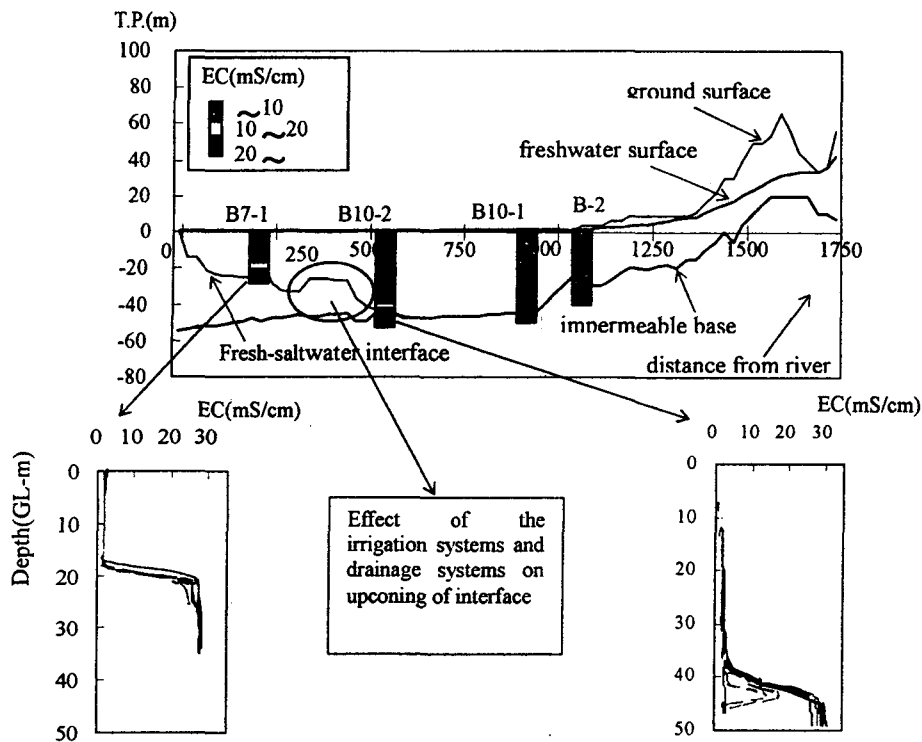 T.P.(m)
100
80
60
40
20
0
-20
-40
-60
-80
EC(mS/cm)
~10
10~20
20~
ground surface
freshwater surface
B7-1
B10-2
B10-1
B-2
0
250
500
750
1000
1250
1500
1750
Fresh-saltwater interface
impermeable base
distance from river
EC(mS/cm)
0 10 20 30
Depth(GL-m)
0
10
20
30
40
50
Effect of the
irrigation systems and
drainage systems on
upconing of interface
EC(mS/cm)
0 10 20 30
0
10
20
30
40
50